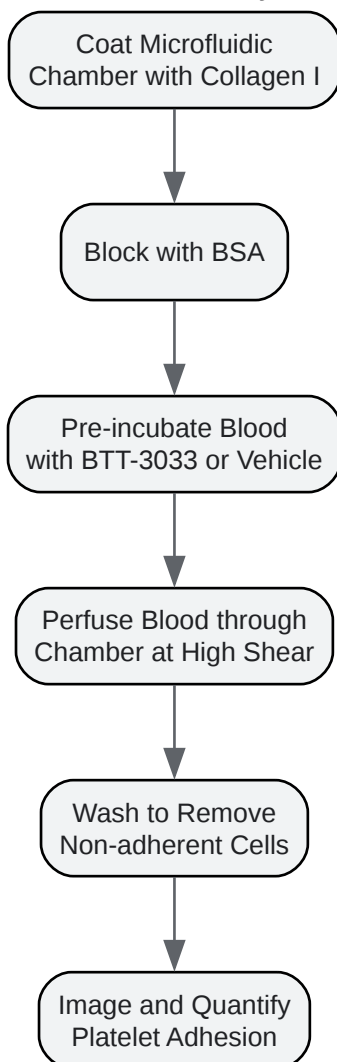 Coat Microfluidic
Chamber with Collagen I
Block with BSA
Pre-incubate Blood
with BTT-3033 or Vehicle
Perfuse Blood through
Chamber at High Shear
Wash to Remove
Non-adherent Cells
Image and Quantify
Platelet Adhesion